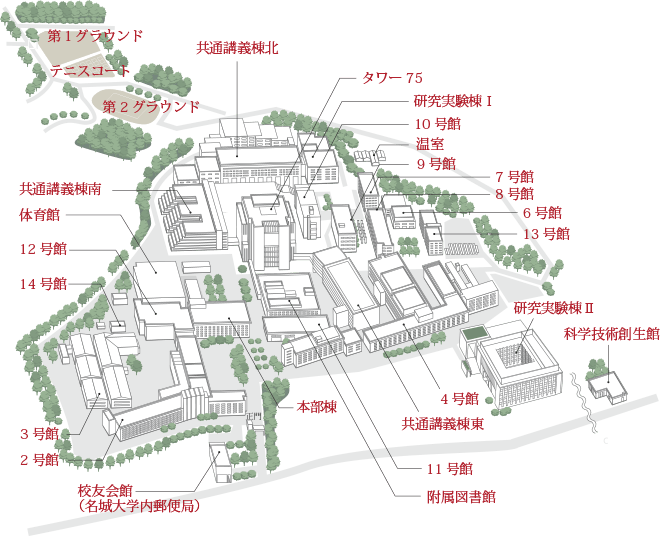 第1グラウンド
共通講義棟北
テニスコート
タワー 75
第2グラウンド
研究実験棟 I
10 号館
温室
9 号館
7 号館
共通講義棟南
8 号館
体育館
6 号館
13 号館
12 号館
14 号館
研究実験棟Ⅱ
科学技術創生館
4 号館
本部棟
共通講義棟東
3 号館
2 号館
11 号館
校友会館
(名城大学内郵便局)
附属図書館